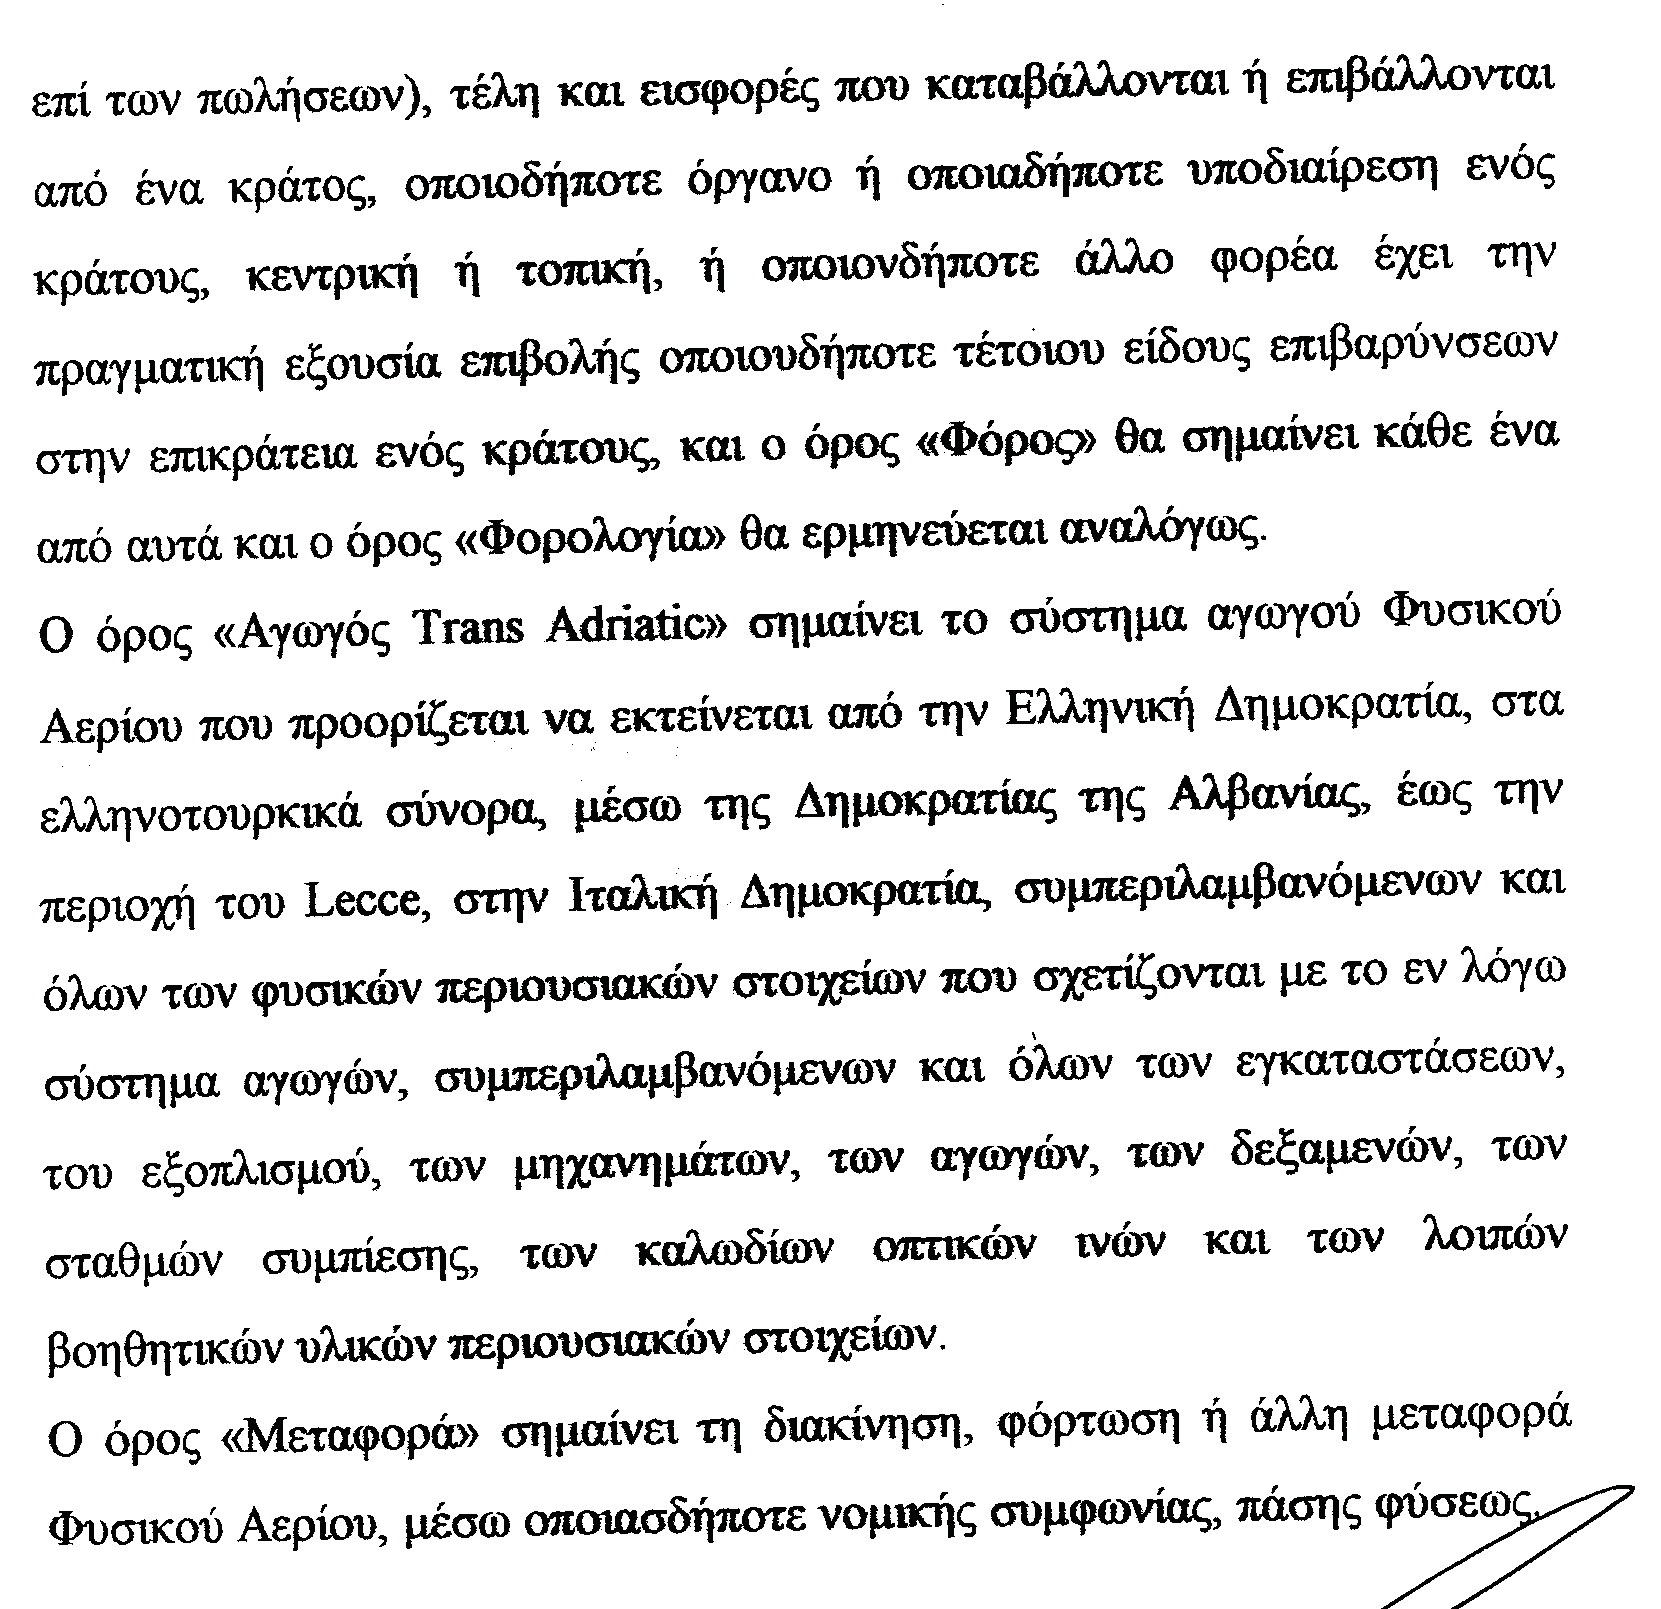 επί των πωλήσεων), τέλη και εισφορές που καταβάλλονται ή επιβάλλονται
από ένα κράτος, οποιοδήποτε όργανο ή οποιαδήποτε υποδιαίρεση ενός
κράτους, κεντρική ή τοπική, ή οποιονδήποτε άλλο φορέα έχει την
πραγματική εξουσία επιβολής οποιουδήποτε τέτοιου είδους επιβαρύνσεων
στην επικράτεια ενός κράτους, και ο όρος «Φόρος» θα σημαίνει κάθε ένα
από αυτά και ο όρος «Φορολογία» θα ερμηνεύεται αναλόγως.
Ο όρος «Αγωγός Trans Adriatic» σημαίνει το σύστημα αγωγού Φυσικού
Αερίου που προορίζεται να εκτείνεται από την Ελληνική Δημοκρατία, στα
ελληνοτουρκικά σύνορα, μέσω της Δημοκρατίας της Αλβανίας, έως την
περιοχή του Lecce, στην Ιταλική Δημοκρατία, συμπεριλαμβανόμενων και
όλων των φυσικών περιουσιακών στοιχείων που σχετίζονται με το εν λόγω
σύστημα αγωγών, συμπεριλαμβανόμενων και όλων των εγκαταστάσεων,
του εξοπλισμού, των μηχανημάτων, των αγωγών, των δεξαμενών, των
σταθμών συμπίεσης, των καλωδίων οπτικών ινών και των λοιπών
βοηθητικών υλικών περιουσιακών στοιχείων.
Ο όρος «Μεταφορά» σημαίνει τη διακίνηση, φόρτωση ή άλλη μεταφορά
Φυσικού Αερίου, μέσω οποιασδήποτε νομικής συμφωνίας, πάσης φύσεως,